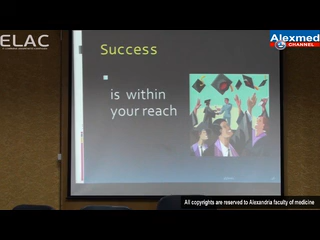 ELAC
Alexmed
CHANNEL
Success
is within
your reach
All copyrights are reserved to Alexandria faculty of medicine